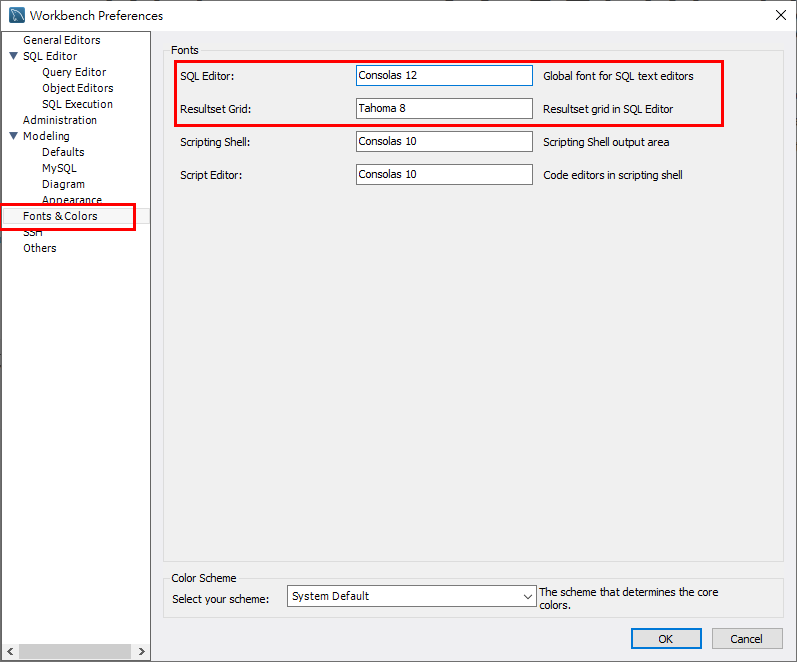 Workbench Preferences
General Editors
SQL Editor
Query Editor
Object Editors
SQL Execution
Administration
Modeling
Defaults
MySQL
Diagram
Appearance
Fonts & Colors
SSH
Others
Fonts
SQL Editor: Consolas 12 Global font for SQL text editors
Resultset Grid: Tahoma 8 Resultset grid in SQL Editor
Scripting Shell: Consolas 10 Scripting Shell output area
Script Editor: Consolas 10 Code editors in scripting shell
Color Scheme
Select your scheme: System Default The scheme that determines the core
colors.
OK Cancel